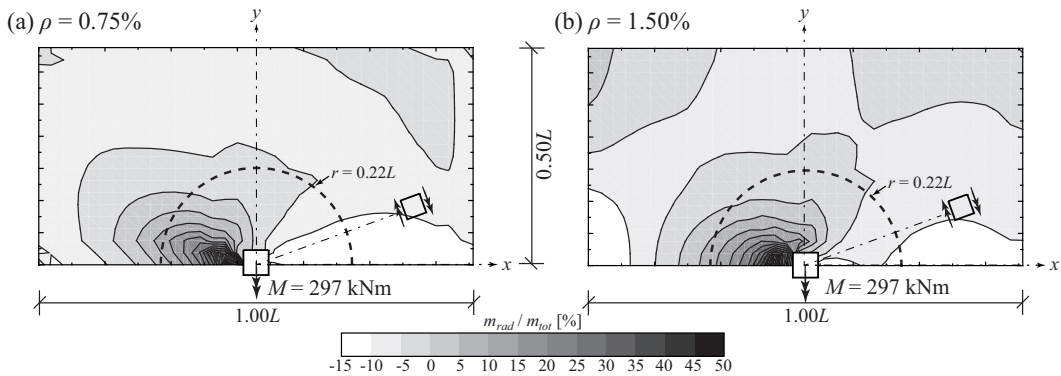 (a) ρ = 0.75%
y
r = 0.22L
x
M = 297 kNm
1.00L
0.50L
(b) ρ = 1.50%
y
r = 0.22L
x
M = 297 kNm
1.00L
m_rad / m_tot [%]
-15 -10 -5 0 5 10 15 20 25 30 35 40 45 50